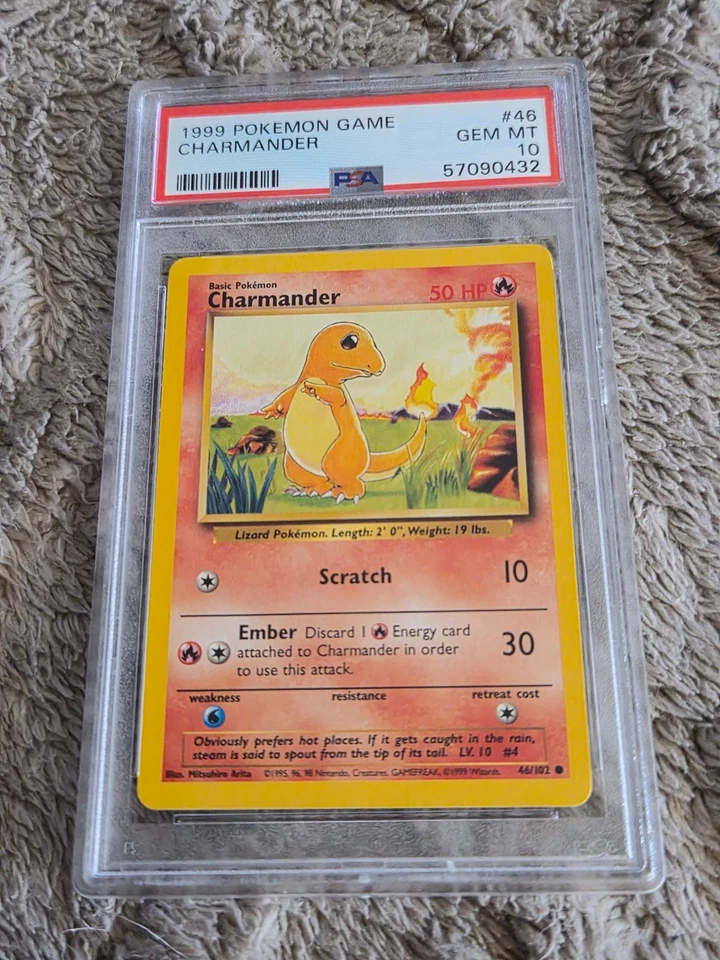 1999 POKEMON GAME #46
CHARMANDER GEM MT
10
57090432
PSA
Basic Pokémon
Charmander 50 HP
Lizard Pokémon. Length: 2' 0", Weight: 19 lbs.
Scratch 10
Ember Discard 1 Energy card
attached to Charmander in order
to use this attack.
30
weakness resistance retreat cost
Obviously prefers hot places. If it gets caught in the rain,
steam is said to spout from the tip of its tail. LV. 10 #4
Illus. Mitsuhiro Arita ©1995, 96, 98 Nintendo, Creatures, GAMEFREAK. ©1999 Wizards. 46/102